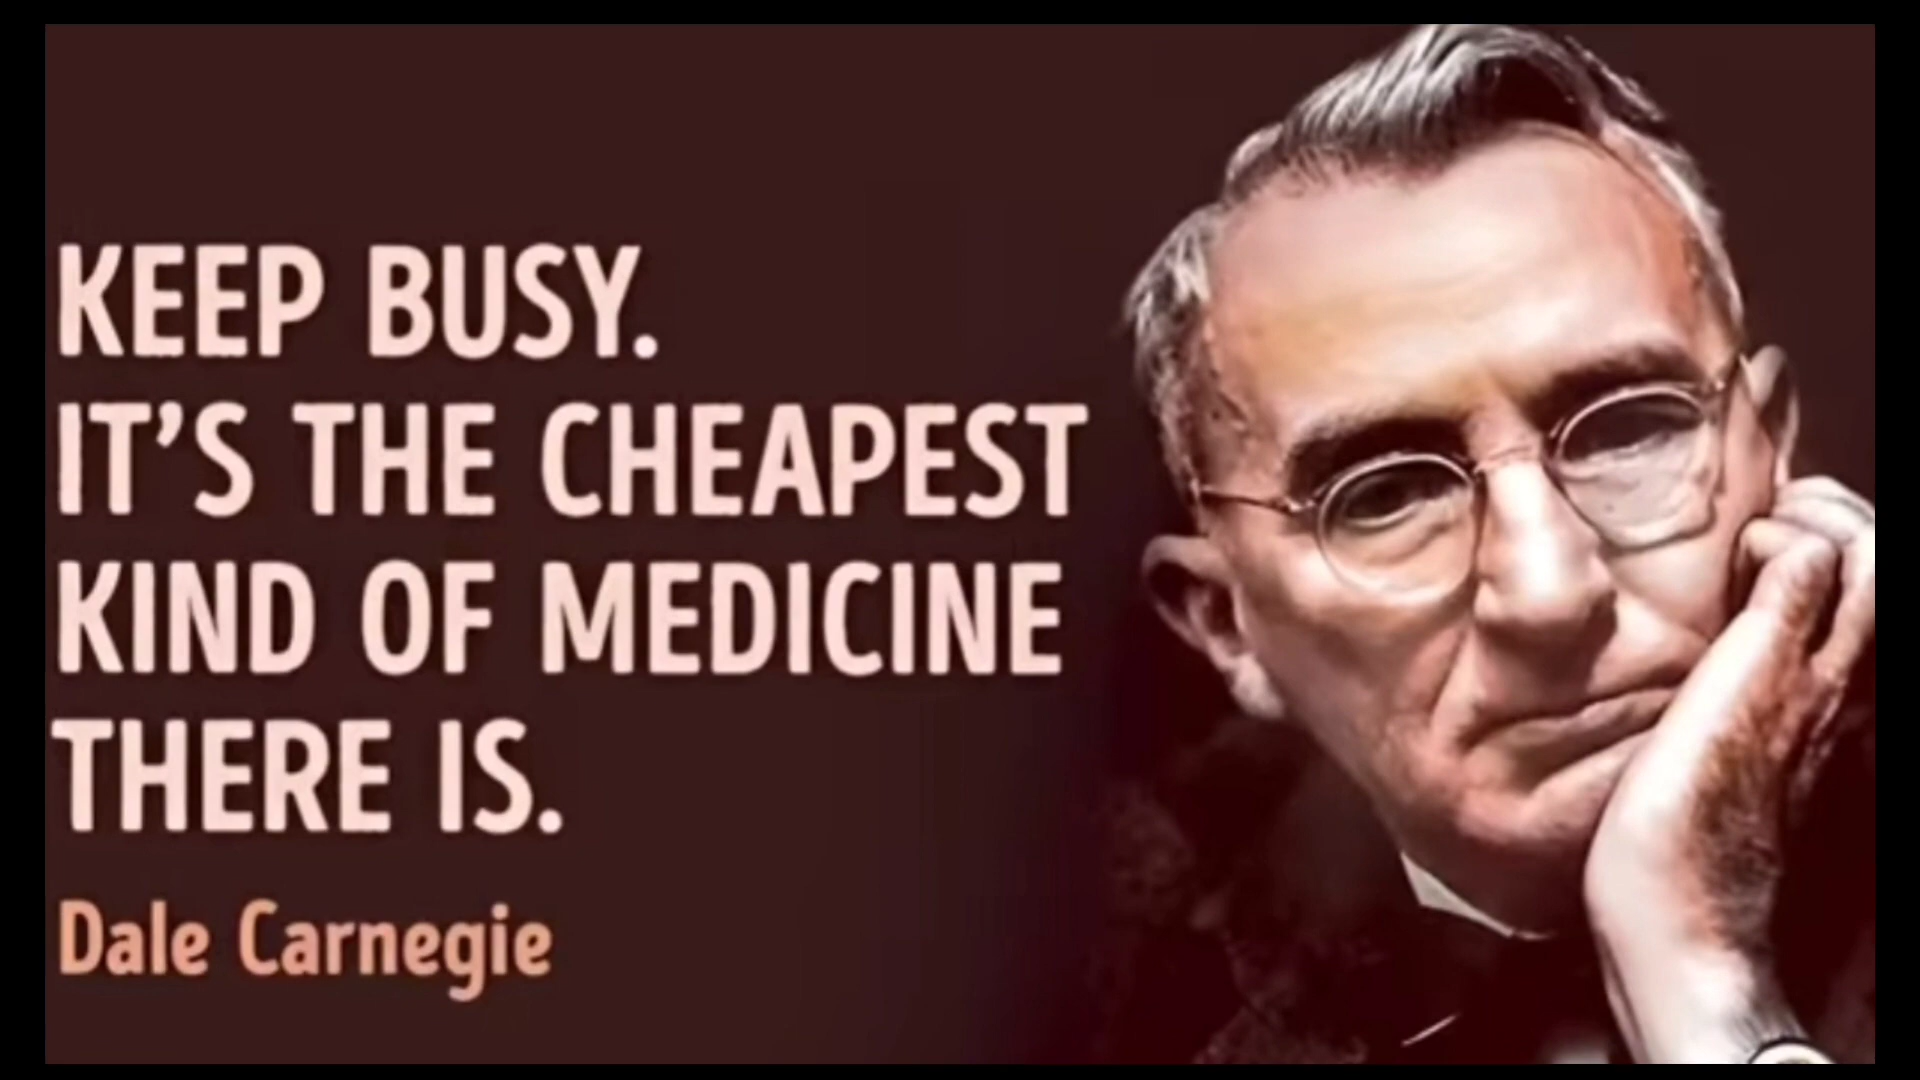 KEEP BUSY.
IT’S THE CHEAPEST
KIND OF MEDICINE
THERE IS.
Dale Carnegie